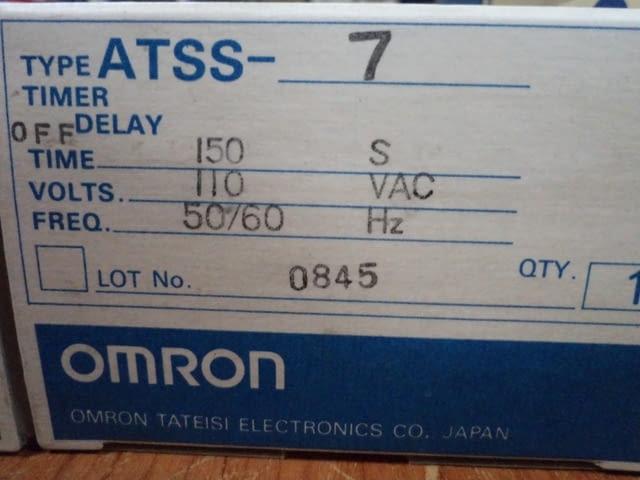 TYPE ATSS- 7
TIMER
OFF DELAY
TIME 150 S
VOLTS. 110 VAC
FREQ. 50/60 Hz
LOT No. 0845 QTY. 1
OMRON
OMRON TATEISI ELECTRONICS CO. JAPAN